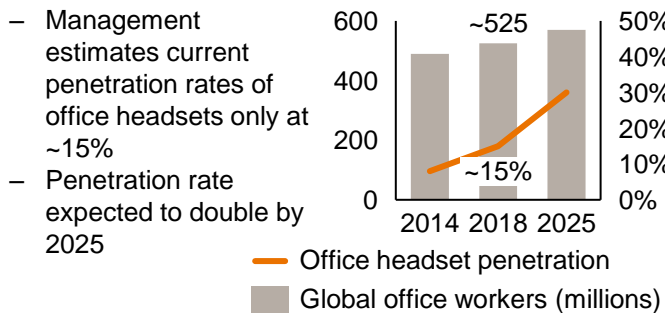 – Management
estimates current
penetration rates of
office headsets only at
~15%
– Penetration rate
expected to double by
2025
600
400
200
0
~525
~15%
50%
40%
30%
20%
10%
0%
2014 2018 2025
Office headset penetration
Global office workers (millions)